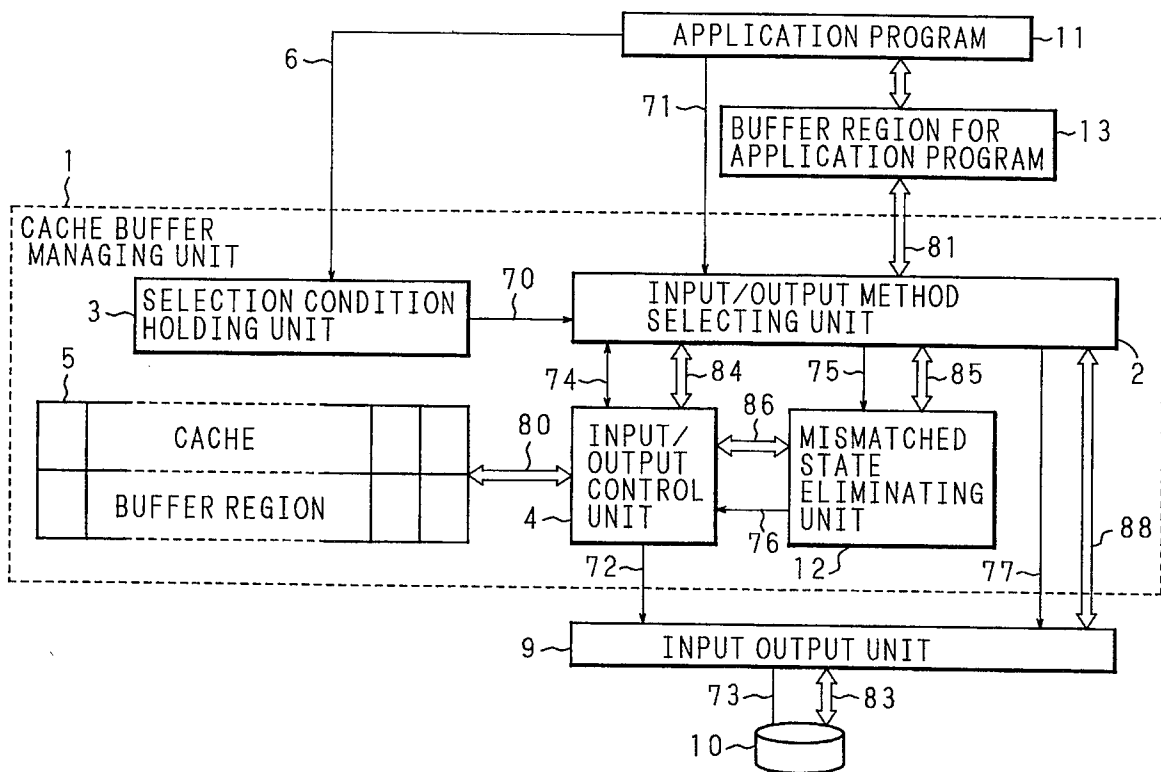 APPLICATION PROGRAM
11
6
71
BUFFER REGION FOR
APPLICATION PROGRAM
13
1
81
CACHE BUFFER
MANAGING UNIT
3
SELECTION CONDITION
HOLDING UNIT
70
INPUT/OUTPUT METHOD
SELECTING UNIT
2
5
74
84
75
85
CACHE
BUFFER REGION
80
INPUT/
OUTPUT
CONTROL
UNIT
4
86
76
MISMATCHED
STATE
ELIMINATING
UNIT
12
88
72
77
9
INPUT OUTPUT UNIT
73
83
10